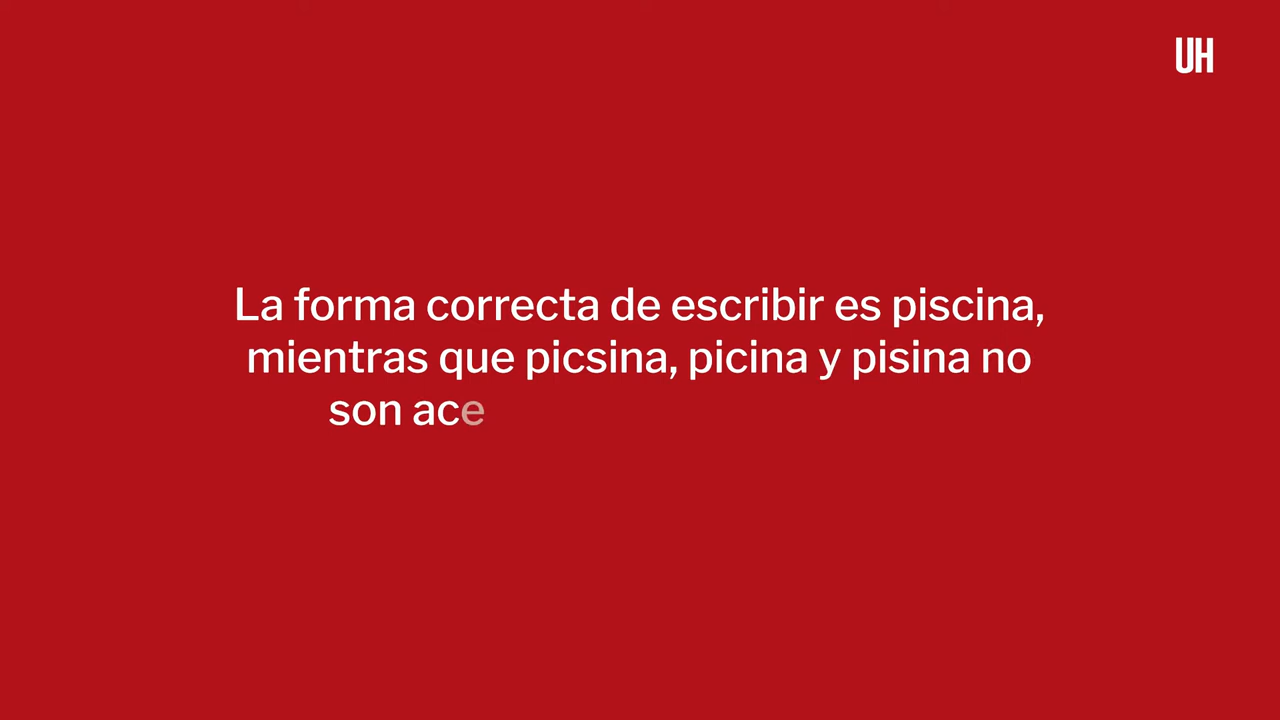 UH
La forma correcta de escribir es piscina,
mientras que picsina, picina y pisina no
son ace